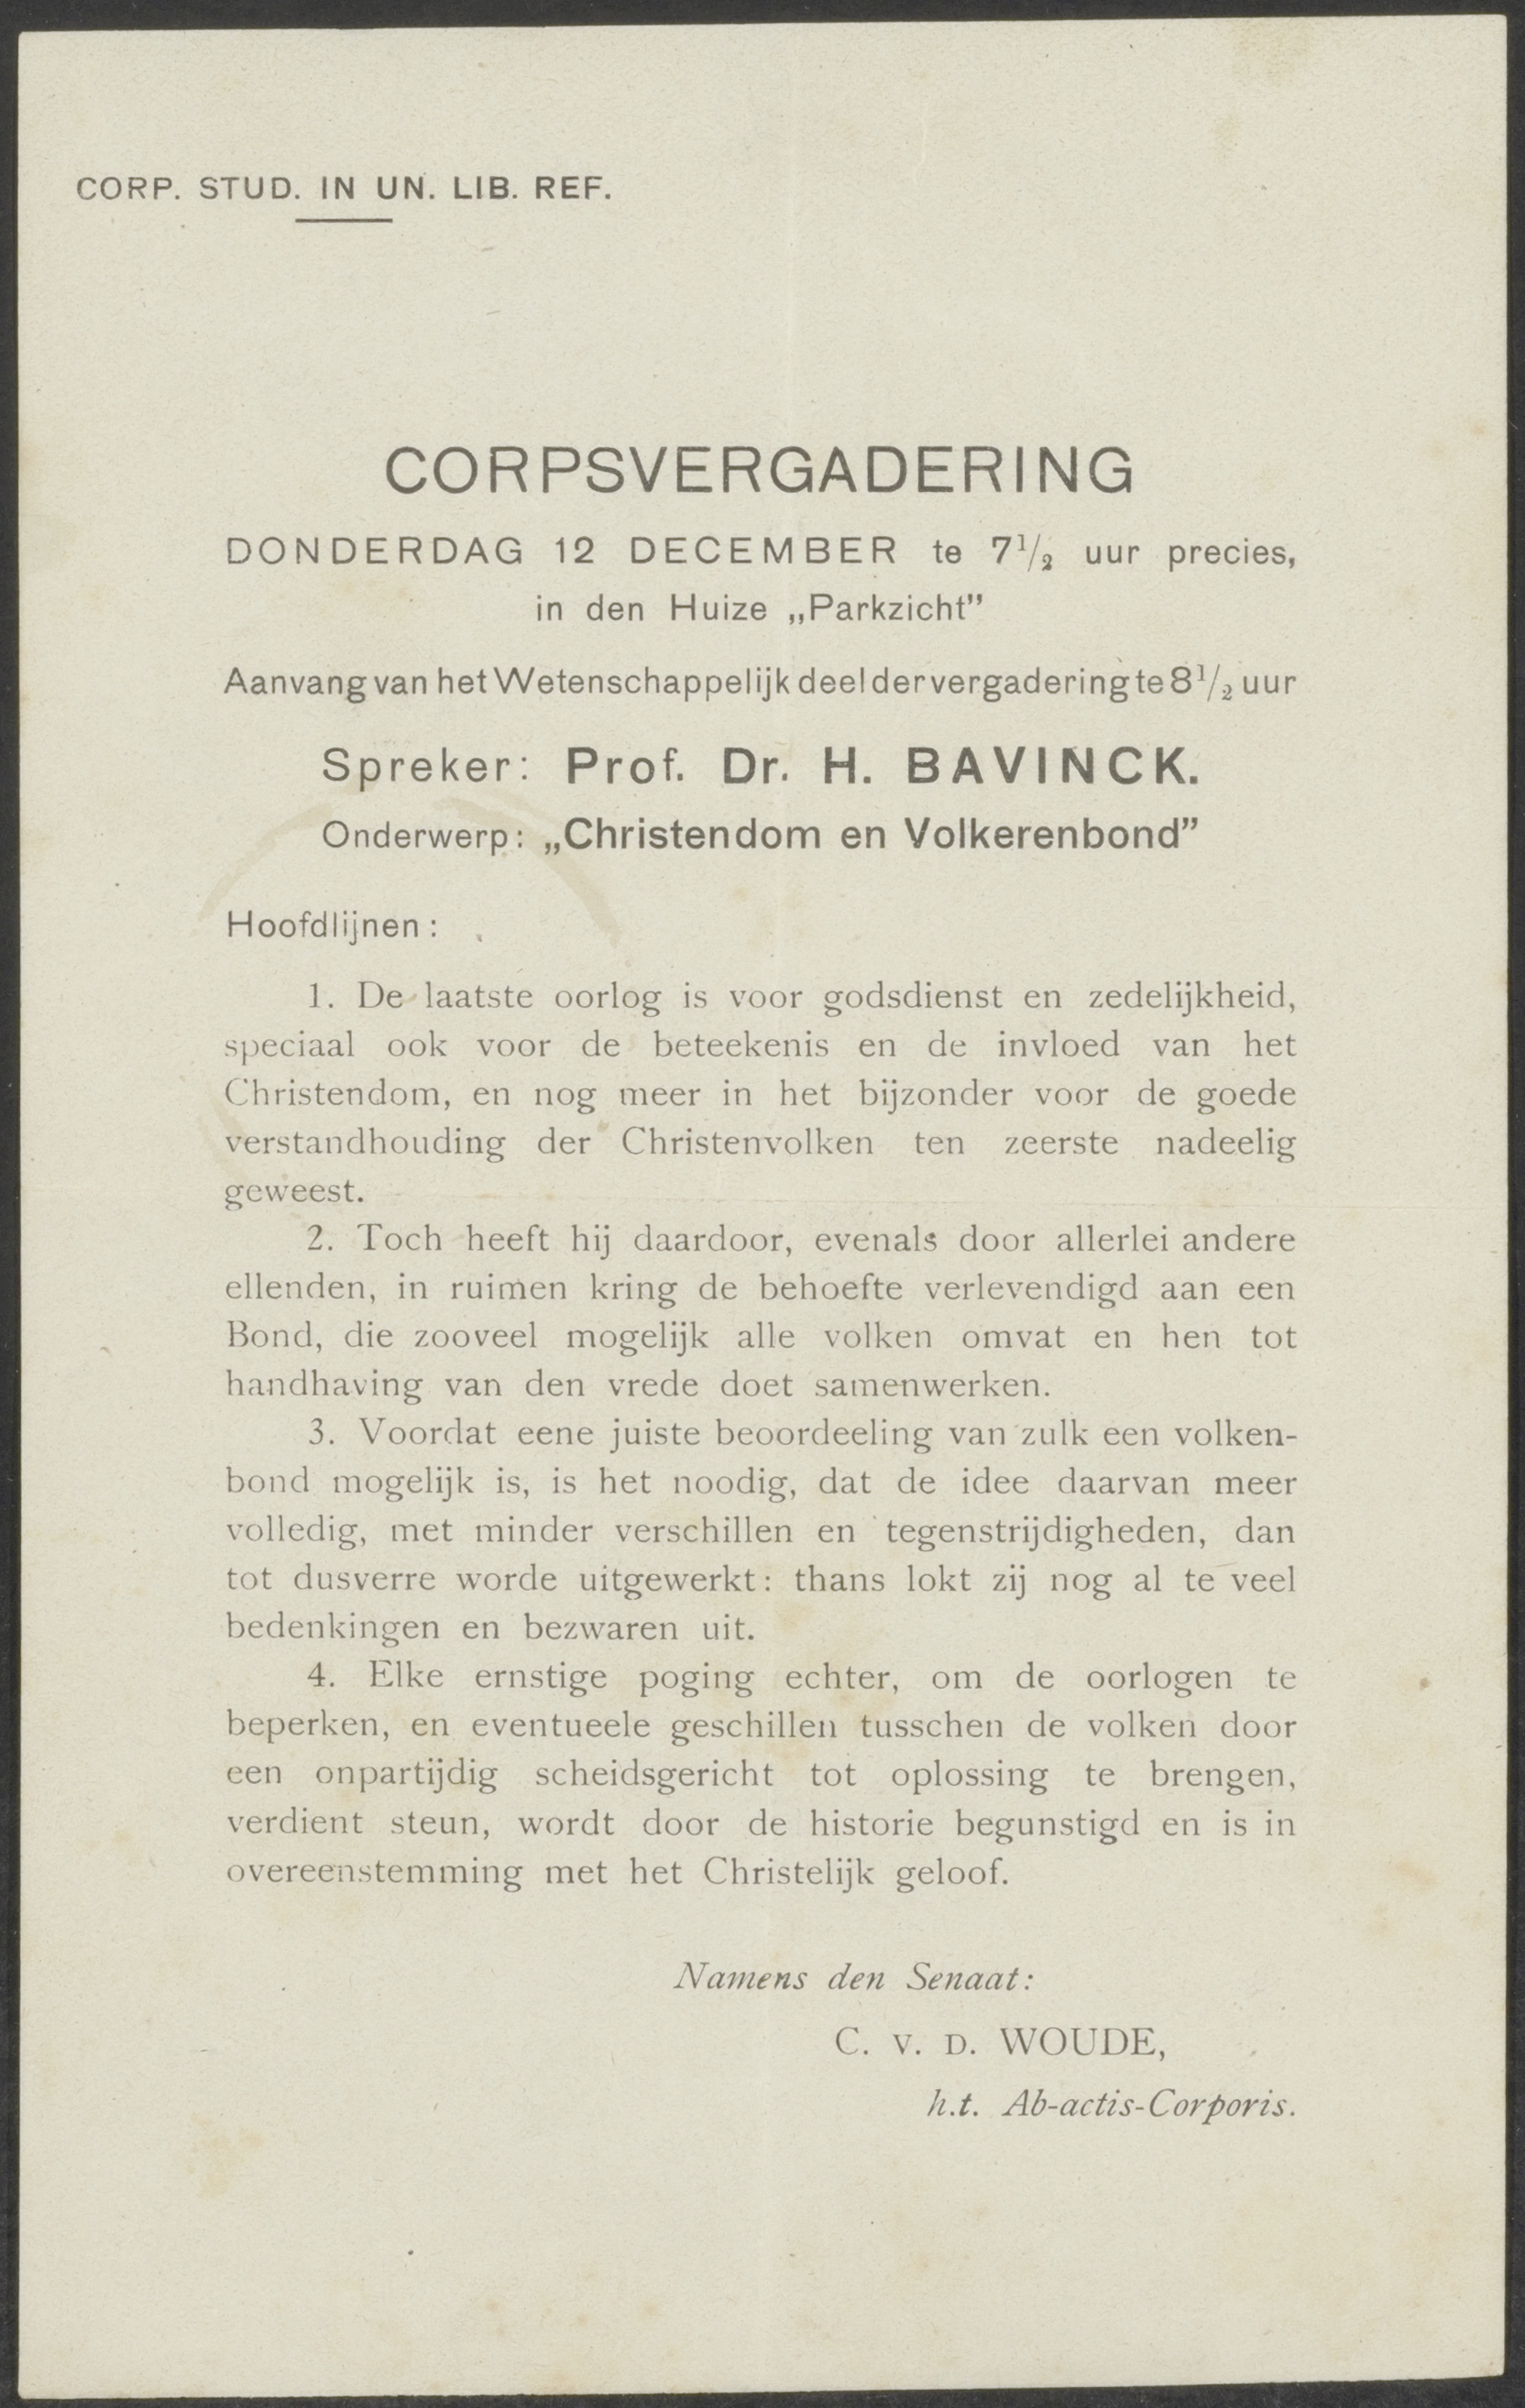 CORP. STUD. IN UN. LIB. REF.
CORPSVERGADERING
DONDERDAG 12 DECEMBER te 7 1/2 uur precies,
in den Huize „Parkzicht”
Aanvang van het Wetenschappelijk deel der vergadering te 8 1/2 uur
Spreker: Prof. Dr. H. BAVINCK.
Onderwerp: „Christendom en Volkerenbond”
Hoofdlijnen:
1. De laatste oorlog is voor godsdienst en zedelijkheid,
speciaal ook voor de beteekenis en de invloed van het
Christendom, en nog meer in het bijzonder voor de goede
verstandhouding der Christenvolken ten zeerste nadeelig
geweest.
2. Toch heeft hij daardoor, evenals door allerlei andere
ellenden, in ruimen kring de behoefte verlevendigd aan een
Bond, die zooveel mogelijk alle volken omvat en hen tot
handhaving van den vrede doet samenwerken.
3. Voordat eene juiste beoordeeling van zulk een volken-
bond mogelijk is, is het noodig, dat de idee daarvan meer
volledig, met minder verschillen en tegenstrijdigheden, dan
tot dusverre worde uitgewerkt: thans lokt zij nog al te veel
bedenkingen en bezwaren uit.
4. Elke ernstige poging echter, om de oorlogen te
beperken, en eventueele geschillen tusschen de volken door
een onpartijdig scheidsgericht tot oplossing te brengen,
verdient steun, wordt door de historie begunstigd en is in
overeenstemming met het Christelijk geloof.
Namens den Senaat:
C. V. D. WOUDE,
h.t. Ab-actis-Corporis.